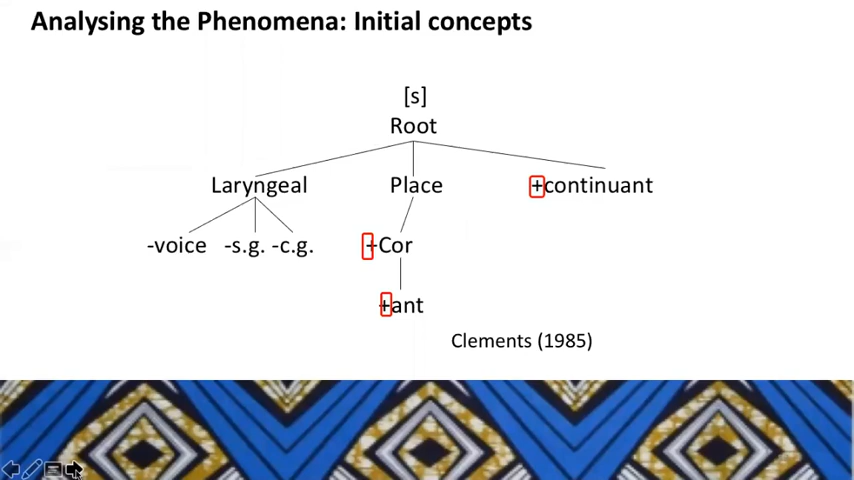 Analysing the Phenomena: Initial concepts
[s]
Root
Laryngeal Place +continuant
-voice -s.g. -c.g. +Cor
+ant
Clements (1985)